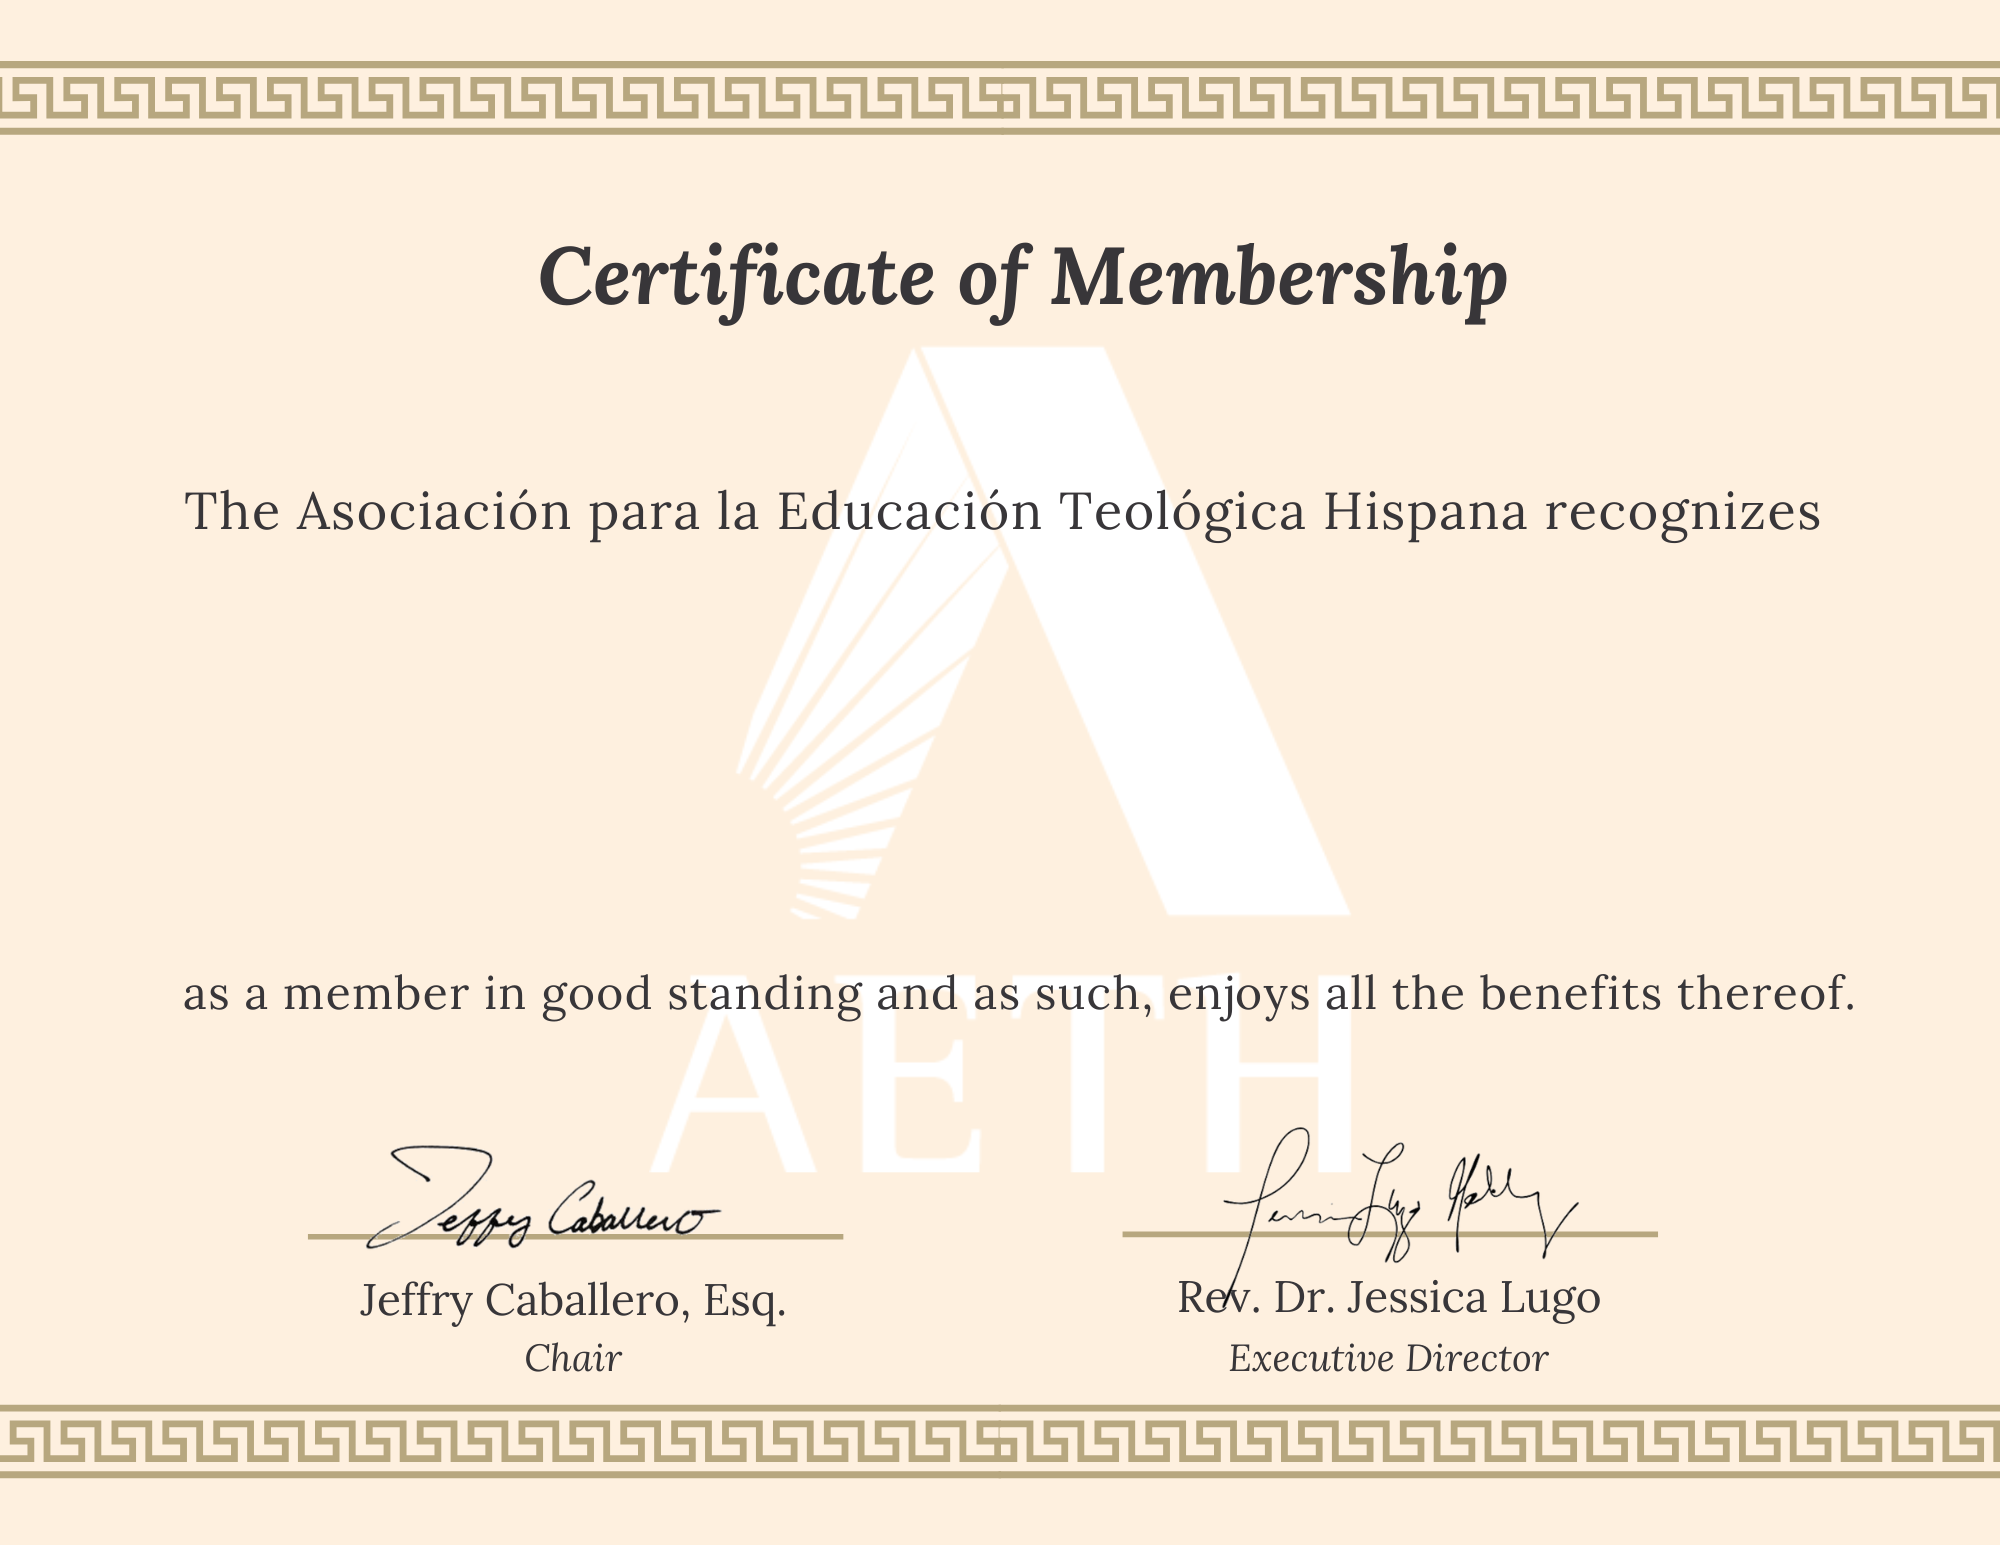 Certificate of Membership
The Asociación para la Educación Teológica Hispana recognizes
as a member in good standing and as such, enjoys all the benefits thereof.
AETH
Jeffry Caballero
Jeffry Caballero, Esq.
Chair
Rev. Dr. Jessica Lugo
Executive Director